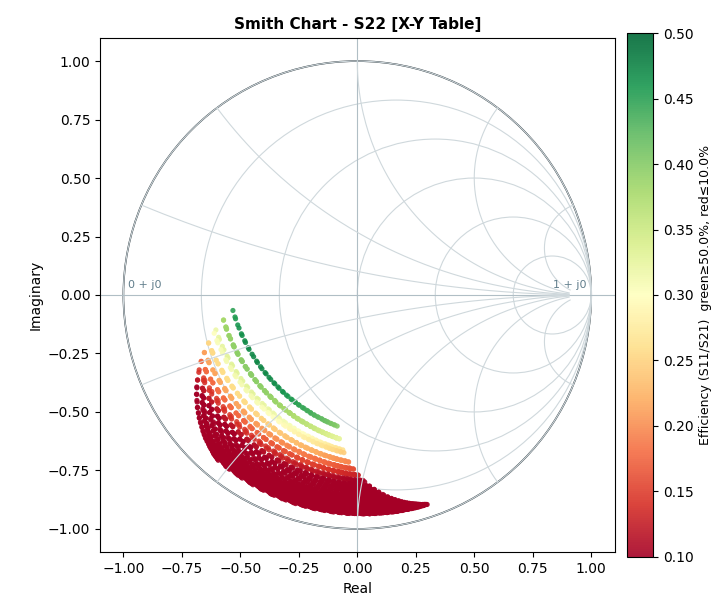 Smith Chart - S22 [X-Y Table]
1.00
0.75
0.50
0.25
0.00
−0.25
−0.50
−0.75
−1.00
Imaginary
0 + j0
1 + j0
−1.00 −0.75 −0.50 −0.25 0.00 0.25 0.50 0.75 1.00
Real
0.50
0.45
0.40
0.35
0.30
0.25
0.20
0.15
0.10
Efficiency (S11/S21) green≥50.0%, red≤10.0%